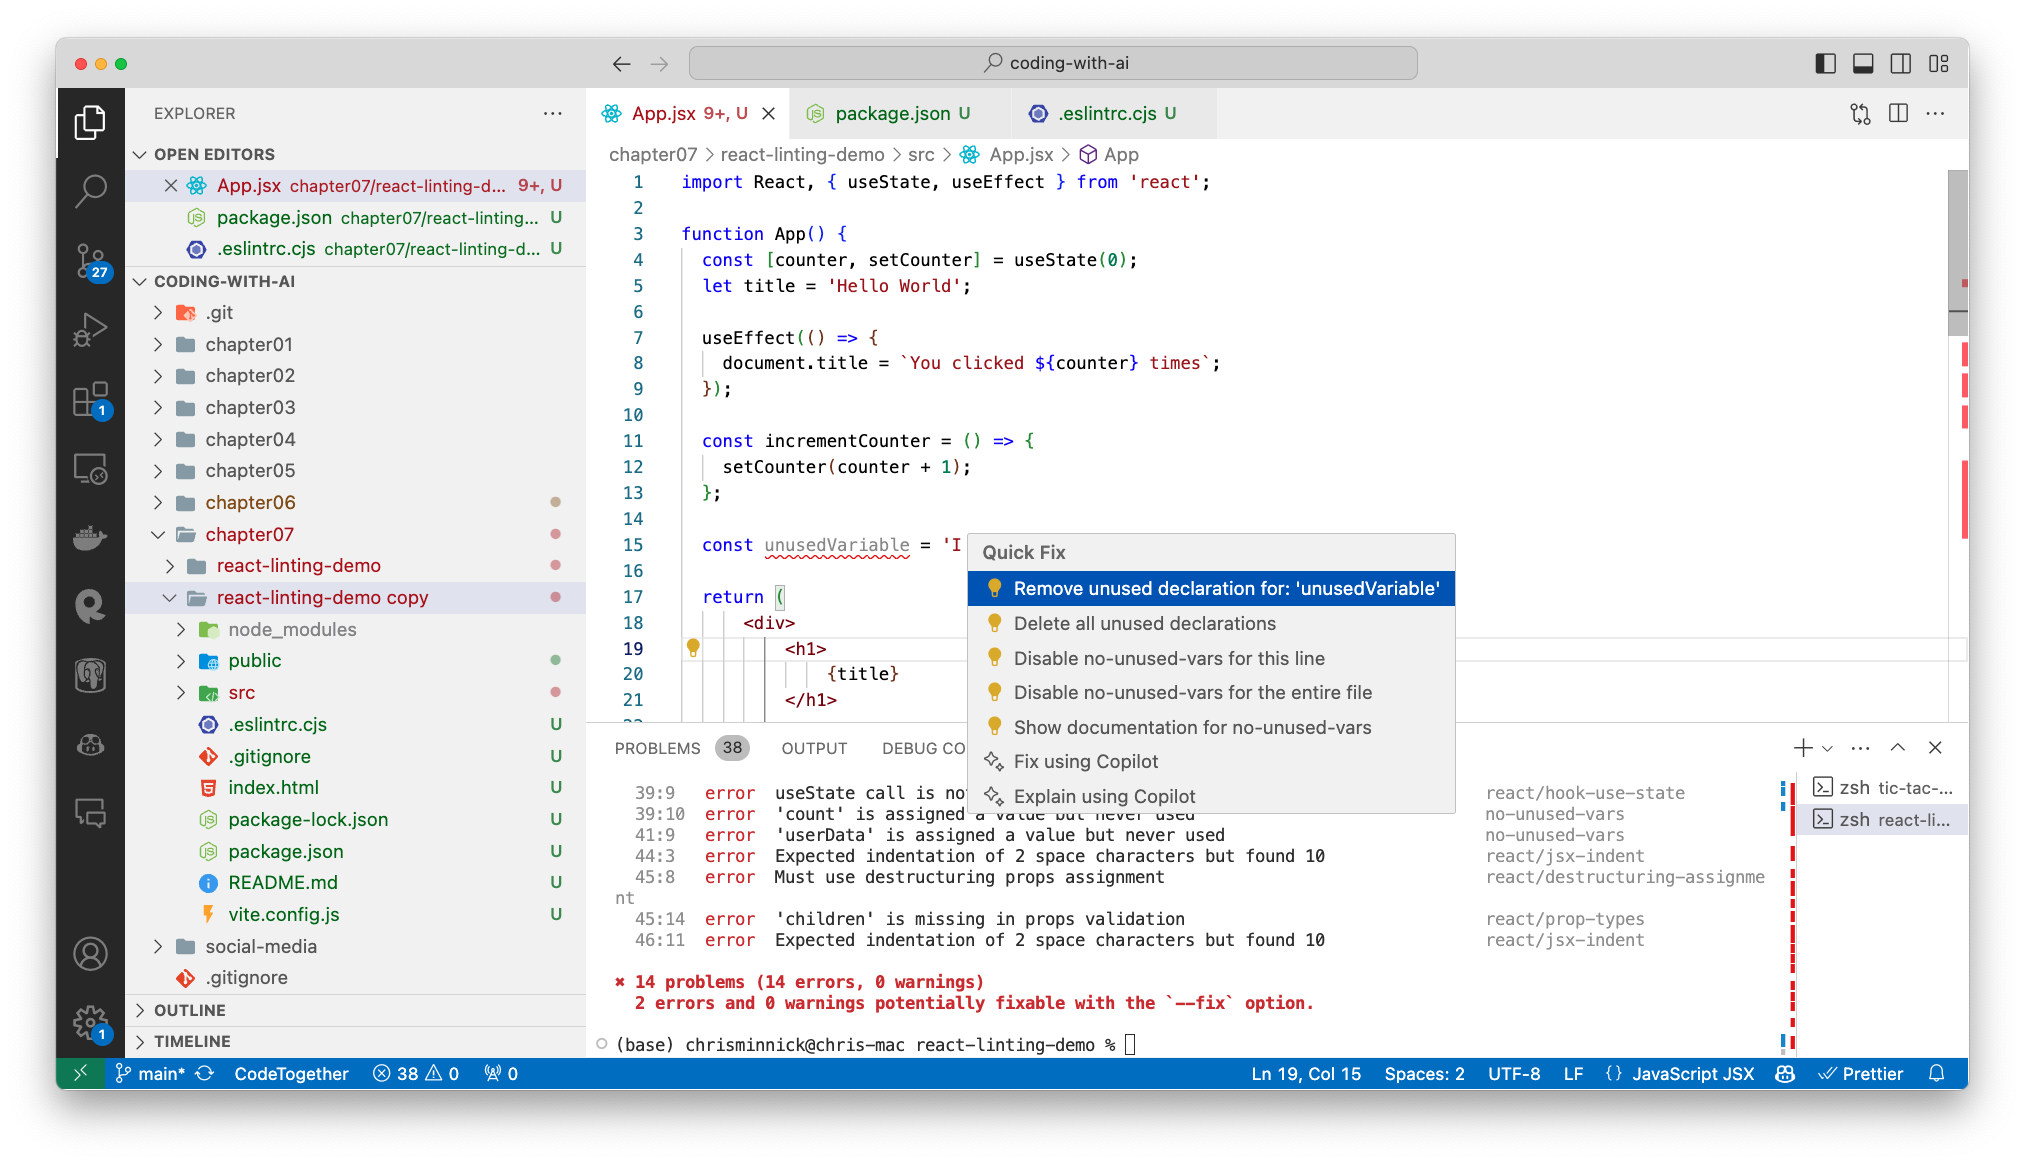 coding-with-ai
EXPLORER
OPEN EDITORS
App.jsx chapter07/react-linting-d... 9+, U
package.json chapter07/react-linting... U
.eslintrc.cjs chapter07/react-linting-d... U
CODING-WITH-AI
.git
chapter01
chapter02
chapter03
chapter04
chapter05
chapter06
chapter07
react-linting-demo
react-linting-demo copy
node_modules
public
src
.eslintrc.cjs U
.gitignore U
index.html U
package-lock.json U
package.json U
README.md U
vite.config.js U
social-media
.gitignore
OUTLINE
TIMELINE
27
1
1
App.jsx 9+, U
package.json U
.eslintrc.cjs U
chapter07 > react-linting-demo > src > App.jsx > App
1 import React, { useState, useEffect } from 'react';
2
3 function App() {
4 const [counter, setCounter] = useState(0);
5 let title = 'Hello World';
6
7 useEffect(() => {
8 document.title = `You clicked ${counter} times`;
9 });
10
11 const incrementCounter = () => {
12 setCounter(counter + 1);
13 };
14
15 const unusedVariable = 'I
16
17 return (
18 <div>
19 <h1>
20 {title}
21 </h1>
Quick Fix
Remove unused declaration for: 'unusedVariable'
Delete all unused declarations
Disable no-unused-vars for this line
Disable no-unused-vars for the entire file
Show documentation for no-unused-vars
Fix using Copilot
Explain using Copilot
PROBLEMS 38 OUTPUT DEBUG CO
39:9 error useState call is no react/hook-use-state
39:10 error 'count' is assigned a value but never used no-unused-vars
41:9 error 'userData' is assigned a value but never used no-unused-vars
44:3 error Expected indentation of 2 space characters but found 10 react/jsx-indent
45:8 error Must use destructuring props assignment react/destructuring-assignme
nt
45:14 error 'children' is missing in props validation react/prop-types
46:11 error Expected indentation of 2 space characters but found 10 react/jsx-indent
✖ 14 problems (14 errors, 0 warnings)
2 errors and 0 warnings potentially fixable with the `--fix` option.
(base) chrisminnick@chris-mac react-linting-demo %
zsh tic-tac-...
zsh react-li...
main* CodeTogether 38 0 0 Ln 19, Col 15 Spaces: 2 UTF-8 LF {} JavaScript JSX Prettier